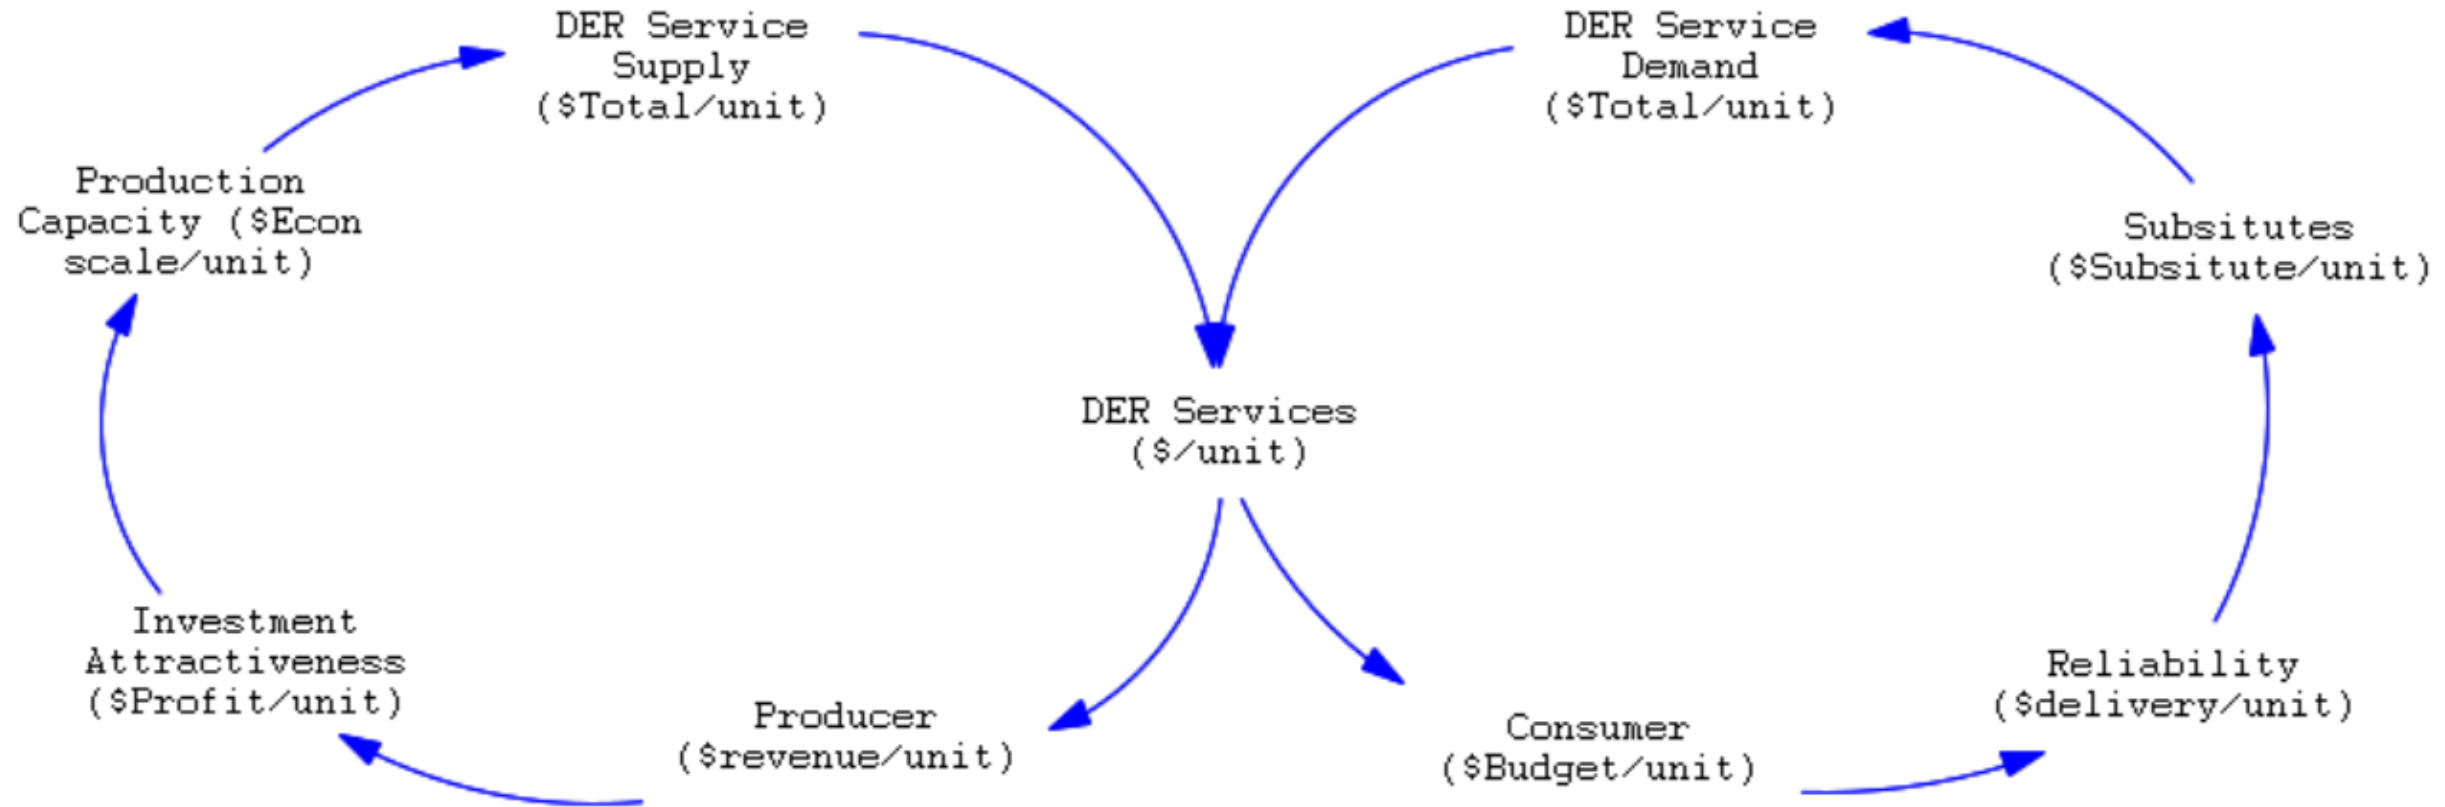 DER Service
Supply
($Total/unit)
DER Service
Demand
($Total/unit)
Production
Capacity ($Econ
scale/unit)
Subsitutes
($Subsitute/unit)
DER Services
($/unit)
Investment
Attractiveness
($Profit/unit)
Producer
($revenue/unit)
Consumer
($Budget/unit)
Reliability
($delivery/unit)